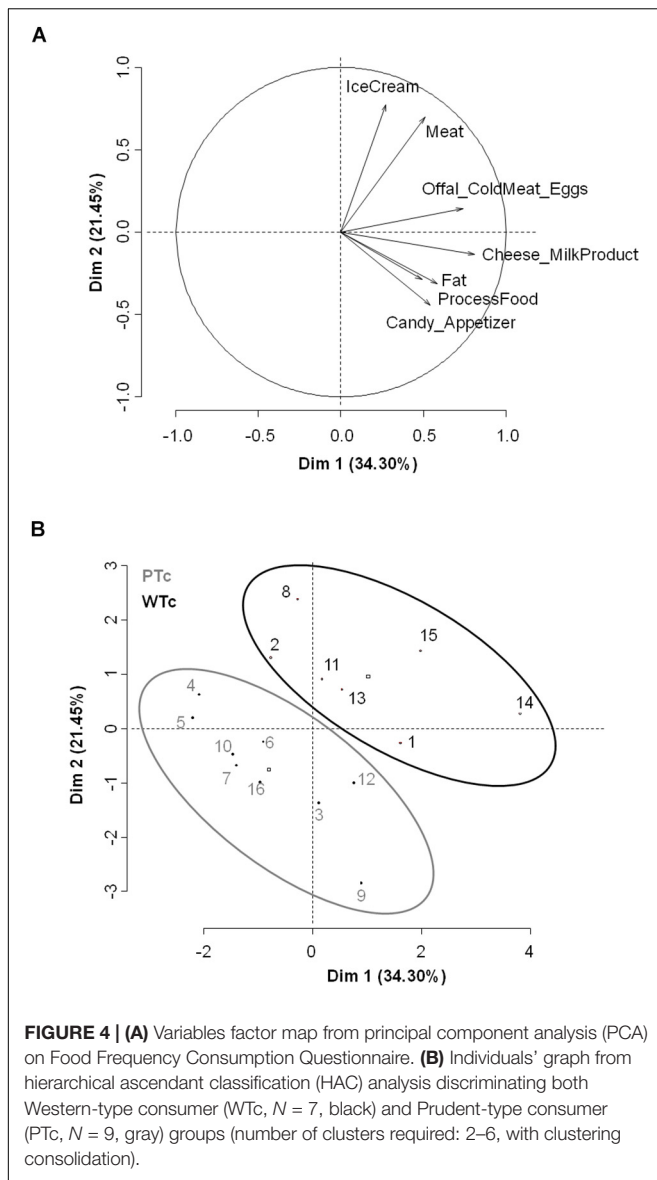 A
1.0
0.5
0.0
-0.5
-1.0
Dim 2 (21.45%)
IceCream
Meat
Offal_ColdMeat_Eggs
Cheese_MilkProduct
Fat
ProcessFood
Candy_Appetizer
-1.0 -0.5 0.0 0.5 1.0
Dim 1 (34.30%)
B
3
2
1
0
-1
-2
-3
Dim 2 (21.45%)
PTc
WTc
8
15
2
11
13
14
1
4
5
6
10
7
16
12
3
9
-2 0 2 4
Dim 1 (34.30%)
FIGURE 4 | (A) Variables factor map from principal component analysis (PCA)
on Food Frequency Consumption Questionnaire. (B) Individuals' graph from
hierarchical ascendant classification (HAC) analysis discriminating both
Western-type consumer (WTc, N = 7, black) and Prudent-type consumer
(PTc, N = 9, gray) groups (number of clusters required: 2–6, with clustering
consolidation).